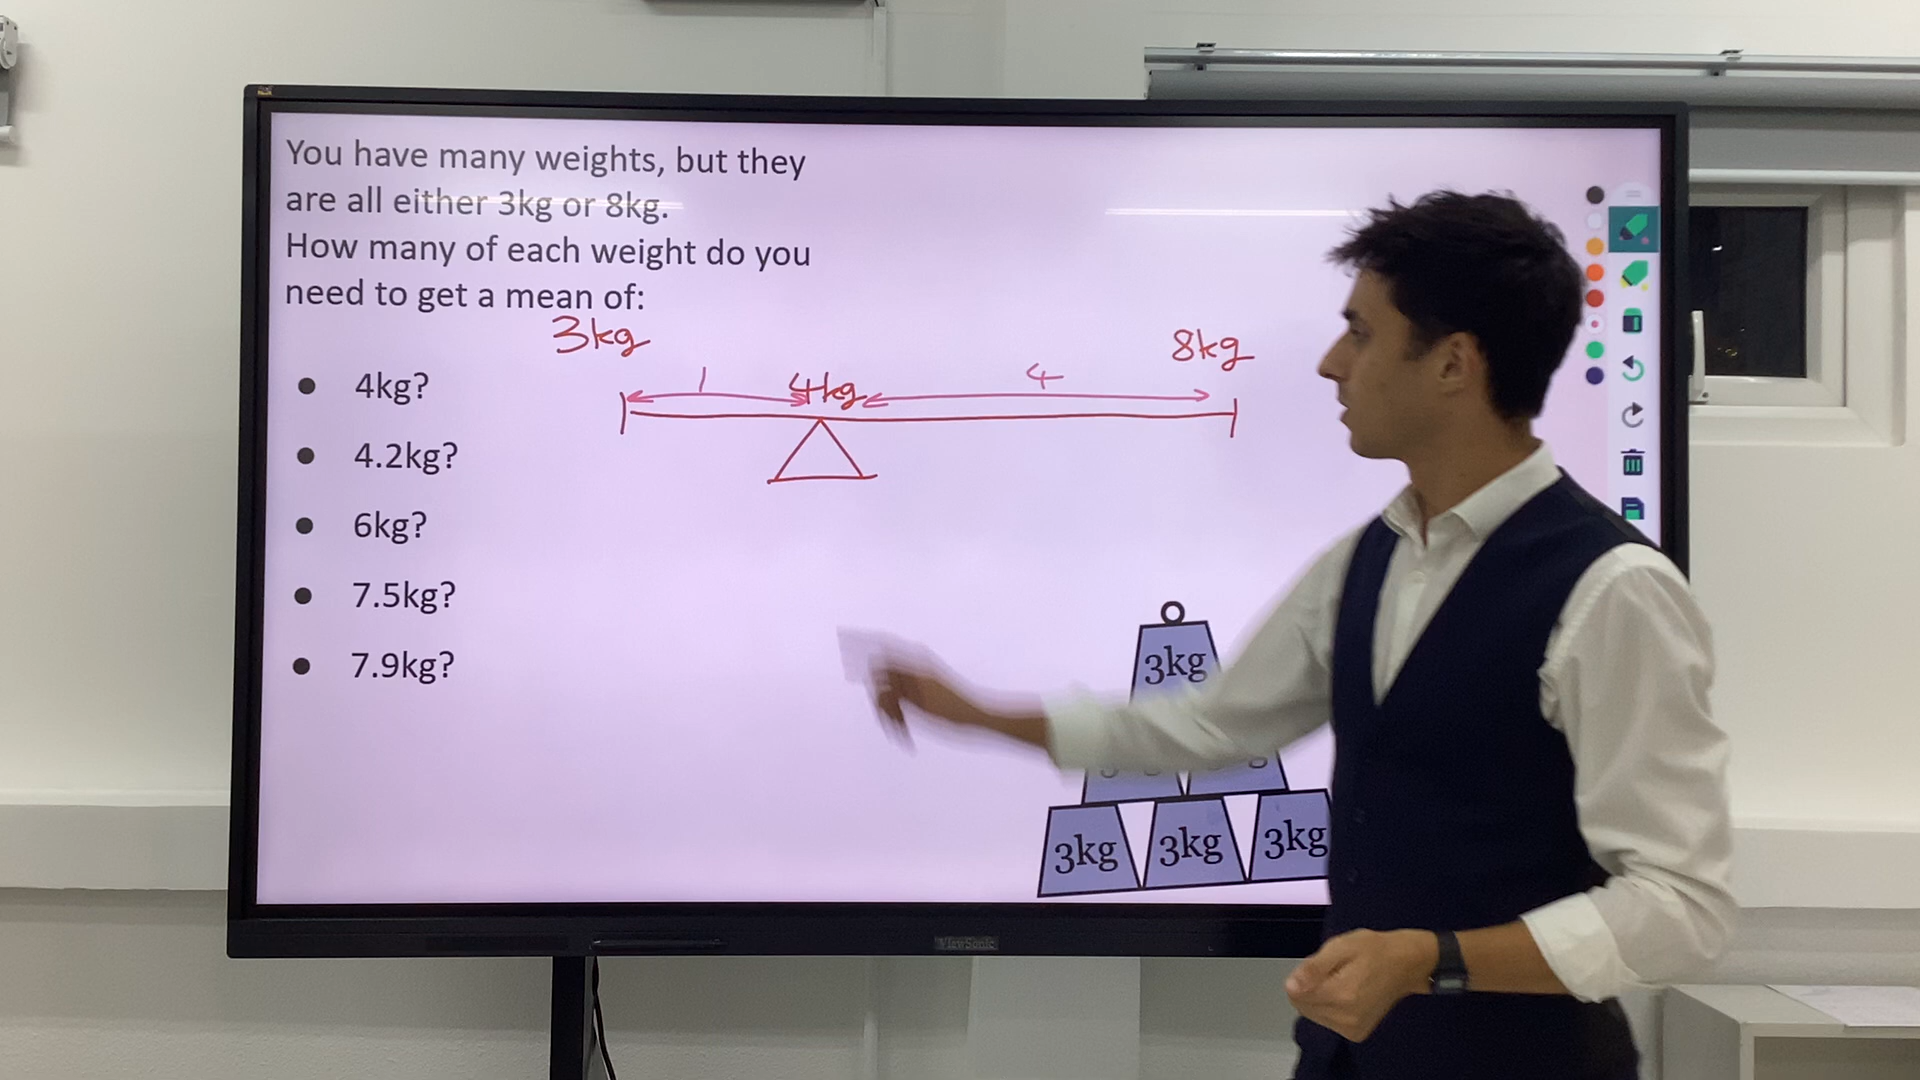 You have many weights, but they
are all either 3kg or 8kg.
How many of each weight do you
need to get a mean of:
3kg
8kg
1
4kg
4
● 4kg?
● 4.2kg?
● 6kg?
● 7.5kg?
● 7.9kg?
3kg
3kg
3kg
3kg
ViewSonic